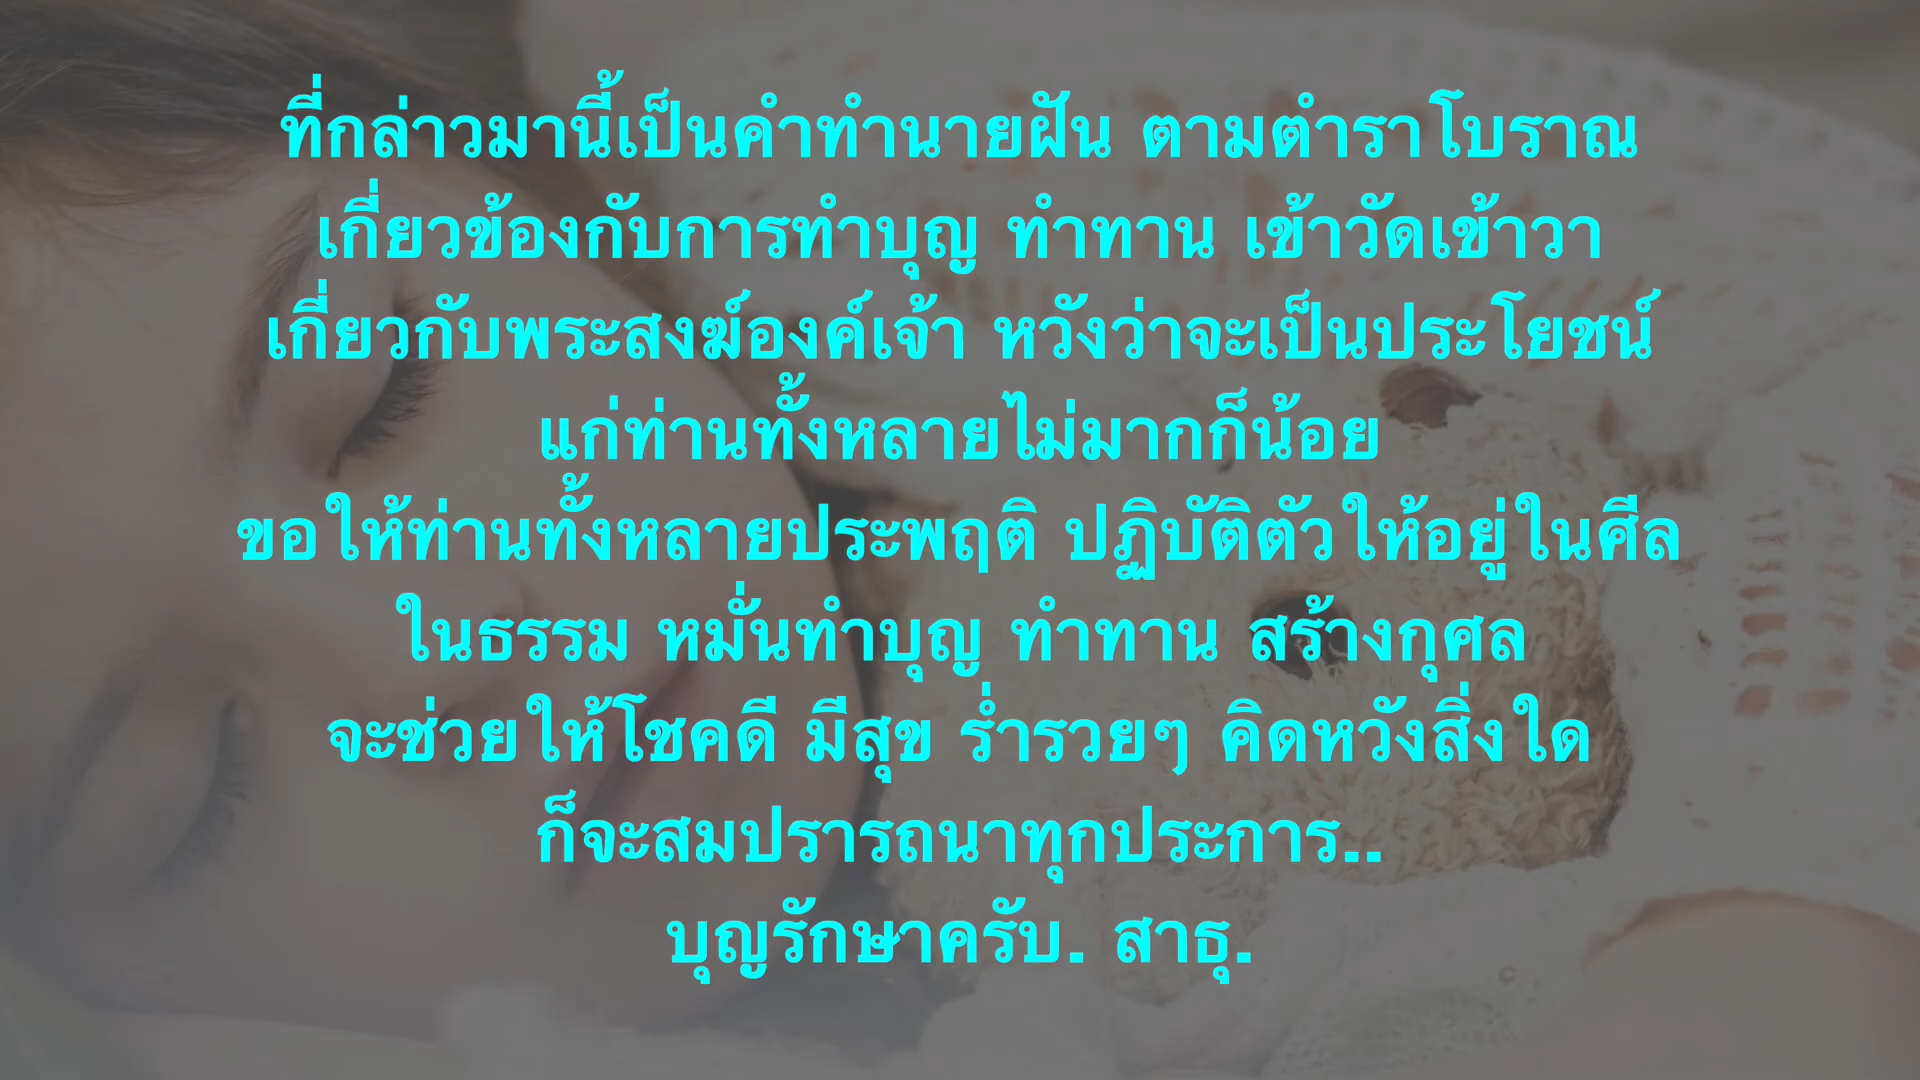 ที่กล่าวมานี้เป็นคำทำนายฝัน ตามตำราโบราณ
เกี่ยวข้องกับการทำบุญ ทำทาน เข้าวัดเข้าวา
เกี่ยวกับพระสงฆ์องค์เจ้า หวังว่าจะเป็นประโยชน์
แก่ท่านทั้งหลายไม่มากก็น้อย
ขอให้ท่านทั้งหลายประพฤติ ปฏิบัติตัวให้อยู่ในศีล
ในธรรม หมั่นทำบุญ ทำทาน สร้างกุศล
จะช่วยให้โชคดี มีสุข ร่ำรวยๆ คิดหวังสิ่งใด
ก็จะสมปรารถนาทุกประการ..
บุญรักษาครับ. สาธุ.